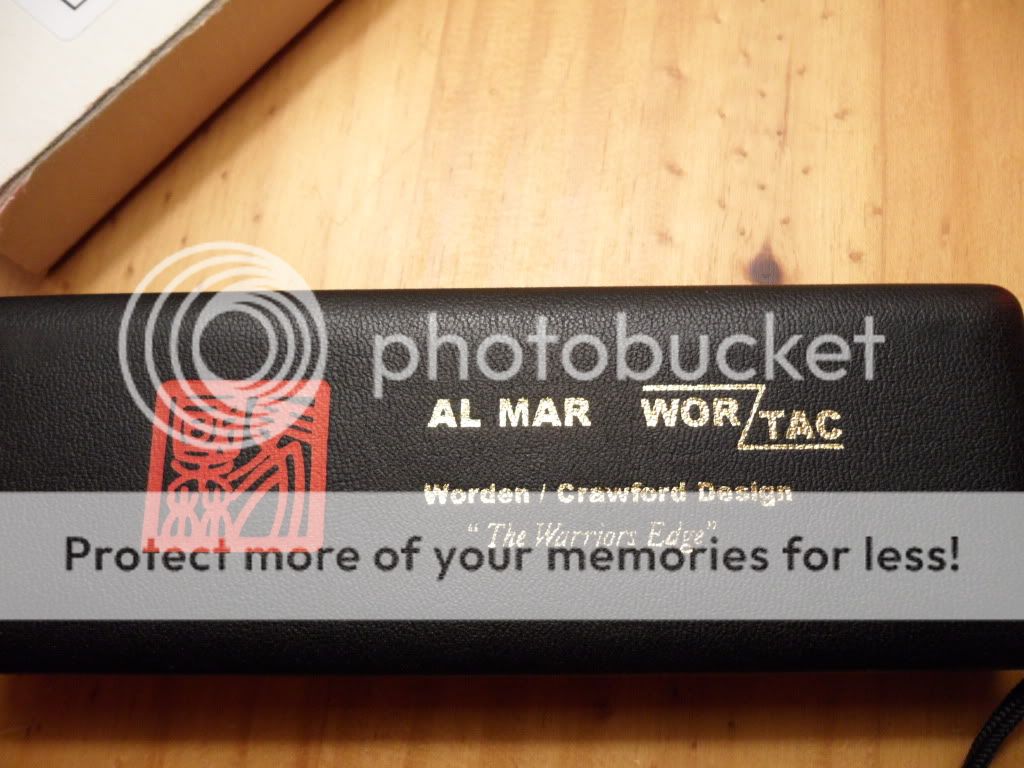 photobucket
AL MAR WOR/TAC
Worden / Crawford Design
“The Warriors Edge”
Protect more of your memories for less!